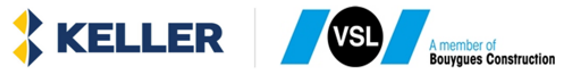 KELLER
VSL
A member of
Bouygues Construction